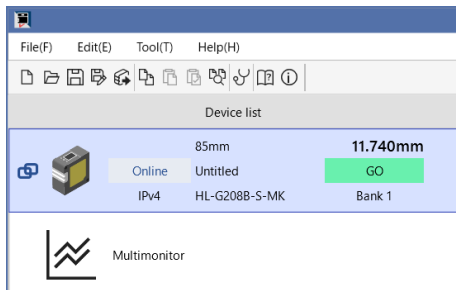 File(F) Edit(E) Tool(T) Help(H)
Device list
85mm 11.740mm
Online Untitled GO
IPv4 HL-G208B-S-MK Bank 1
Multimonitor